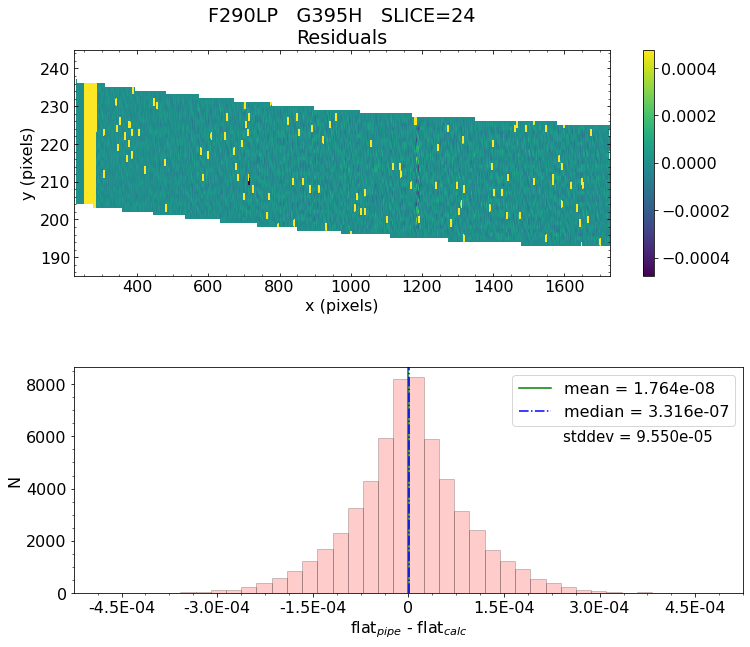 F290LP   G395H   SLICE=24
Residuals
240
230
220
210
200
190
y (pixels)
400 600 800 1000 1200 1400 1600
x (pixels)
0.0004
0.0002
0.0000
−0.0002
−0.0004
8000
6000
4000
2000
0
N
mean = 1.764e-08
median = 3.316e-07
stddev = 9.550e-05
-4.5E-04 -3.0E-04 -1.5E-04 0 1.5E-04 3.0E-04 4.5E-04
flat_pipe - flat_calc